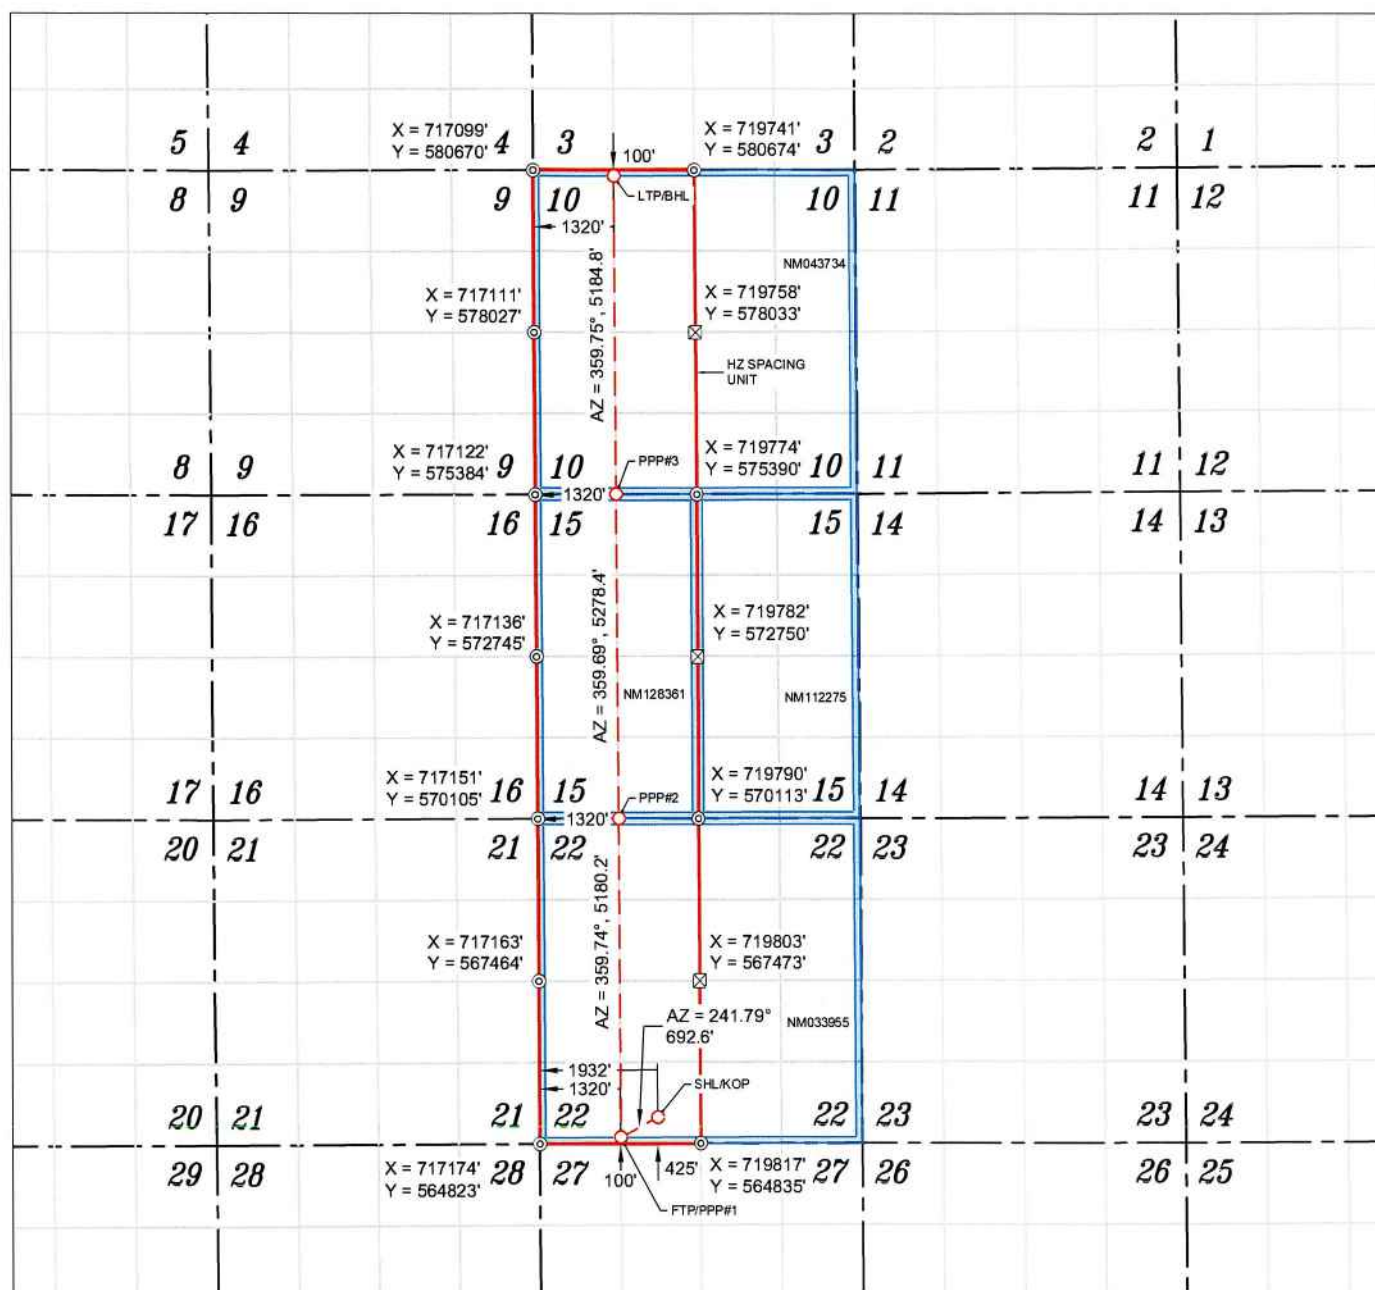 X = 717099'
Y = 580670'
X = 719741'
Y = 580674'
5 4
4 3
100'
3 2
2 1
8 9
9 10
LTP/BHL
10 11
11 12
1320'
NM043734
AZ = 359.75°, 5184.8'
X = 717111'
Y = 578027'
X = 719758'
Y = 578033'
HZ SPACING
UNIT
X = 717122'
Y = 575384'
X = 719774'
Y = 575390'
8 9
9 10
PPP#3
10 11
11 12
1320'
17 16
16 15
15 14
14 13
AZ = 359.69°, 5278.4'
X = 717136'
Y = 572745'
X = 719782'
Y = 572750'
NM128361
NM112275
X = 717151'
Y = 570105'
X = 719790'
Y = 570113'
17 16
16 15
PPP#2
15 14
14 13
1320'
20 21
21 22
22 23
23 24
AZ = 359.74°, 5180.2'
X = 717163'
Y = 567464'
X = 719803'
Y = 567473'
AZ = 241.79°
692.6'
NM033955
1932'
1320'
SHL/KOP
20 21
21 22
22 23
23 24
29 28
X = 717174'
Y = 564823'
28 27
100'
425'
X = 719817'
Y = 564835'
27 26
26 25
FTP/PPP#1